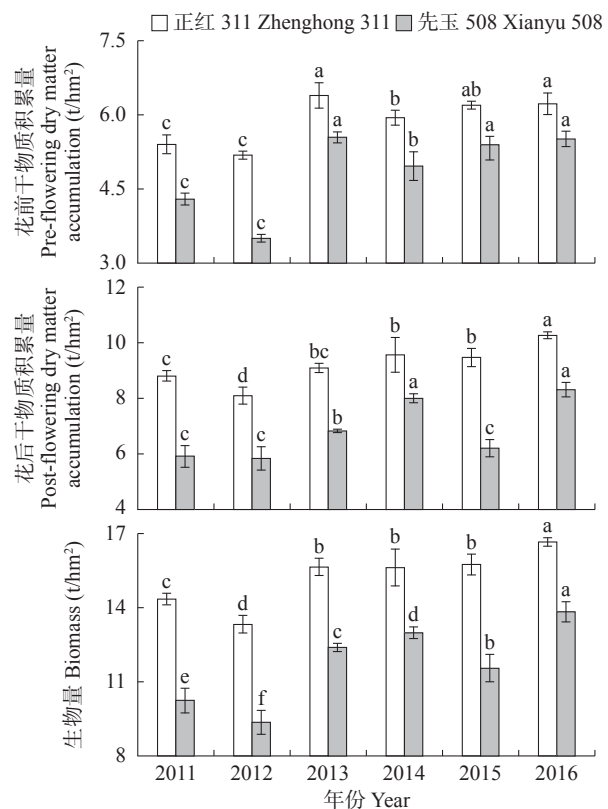 正红 311 Zhenghong 311 先玉 508 Xianyu 508
花前干物质积累量
Pre-flowering dry matter
accumulation (t/hm²)
7.5
6.0
4.5
3.0
c
c
c
c
a
a
b
b
ab
a
a
a
花后干物质积累量
Post-flowering dry matter
accumulation (t/hm²)
10
8
6
4
c
c
d
c
bc
b
b
a
b
c
a
a
生物量 Biomass (t/hm²)
17
14
11
8
c
e
d
f
b
c
b
d
b
b
a
a
2011 2012 2013 2014 2015 2016
年份 Year